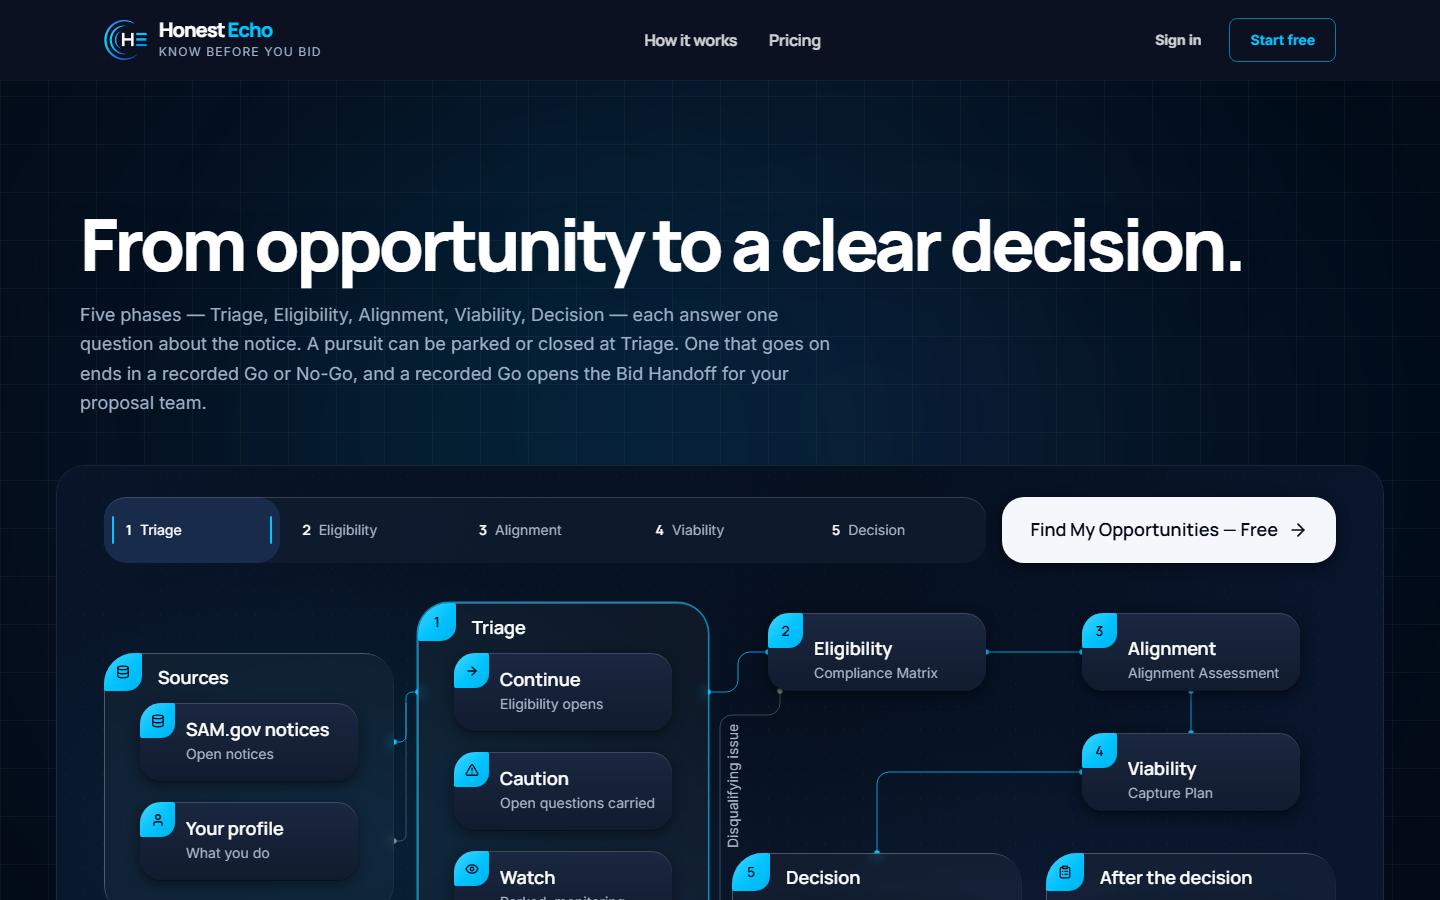 HE
Honest Echo
KNOW BEFORE YOU BID
How it works
Pricing
Sign in
Start free
From opportunity to a clear decision.
Five phases — Triage, Eligibility, Alignment, Viability, Decision — each answer one
question about the notice. A pursuit can be parked or closed at Triage. One that goes on
ends in a recorded Go or No-Go, and a recorded Go opens the Bid Handoff for your
proposal team.
1 Triage
2 Eligibility
3 Alignment
4 Viability
5 Decision
Find My Opportunities — Free
Sources
SAM.gov notices
Open notices
Your profile
What you do
1
Triage
Continue
Eligibility opens
Caution
Open questions carried
Watch
Parked, monitoring
2
Eligibility
Compliance Matrix
Disqualifying issue
3
Alignment
Alignment Assessment
4
Viability
Capture Plan
5
Decision
After the decision